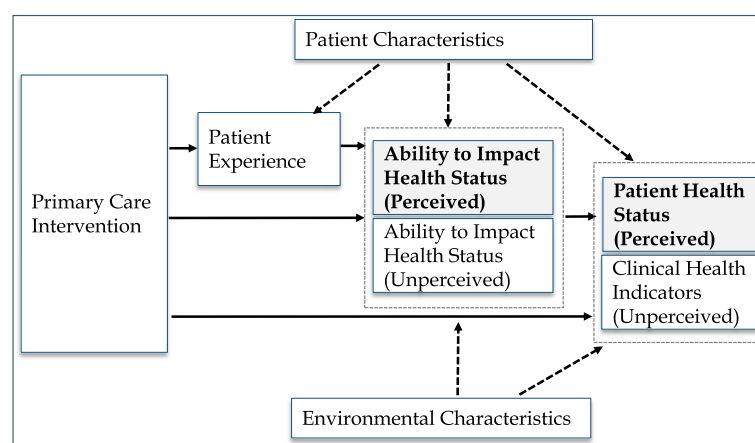 Patient Characteristics
Primary Care
Intervention
Patient
Experience
Ability to Impact
Health Status
(Perceived)
Ability to Impact
Health Status
(Unperceived)
Patient Health
Status
(Perceived)
Clinical Health
Indicators
(Unperceived)
Environmental Characteristics